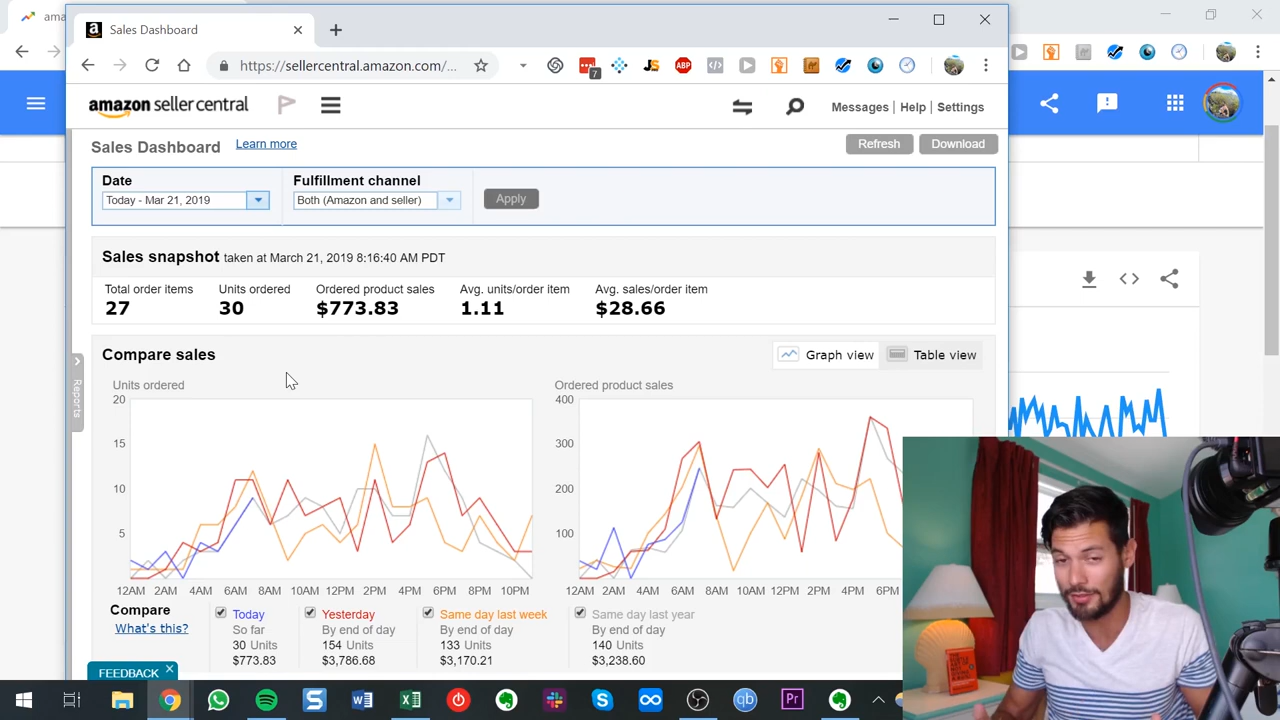 ama
Sales Dashboard
https://sellercentral.amazon.com/...
7
JS
ABP
amazon seller central
Messages | Help | Settings
Sales Dashboard Learn more
Refresh Download
Date Fulfillment channel
Today - Mar 21, 2019 Both (Amazon and seller) Apply
Sales snapshot taken at March 21, 2019 8:16:40 AM PDT
Total order items Units ordered Ordered product sales Avg. units/order item Avg. sales/order item
27 30 $773.83 1.11 $28.66
Compare sales Graph view Table view
Reports
Units ordered Ordered product sales
20 400
15 300
10 200
5 100
12AM 2AM 4AM 6AM 8AM 10AM 12PM 2PM 4PM 6PM 8PM 10PM 12AM 2AM 4AM 6AM 8AM 10AM 12PM 2PM 4PM 6PM
Compare Today Yesterday Same day last week Same day last year
What's this? So far By end of day By end of day By end of day
30 Units 154 Units 133 Units 140 Units
$773.83 $3,786.68 $3,170.21 $3,238.60
FEEDBACK X
S W X qb Pr